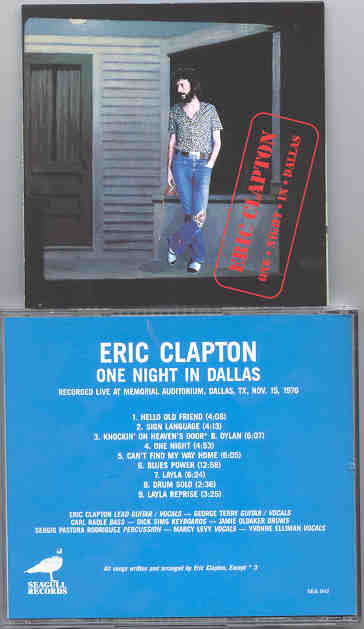 ERIC CLAPTON
ONE • NIGHT • IN • DALLAS
ERIC CLAPTON
ONE NIGHT IN DALLAS
RECORDED LIVE AT MEMORIAL AUDITORIUM, DALLAS, TX, NOV. 15, 1976
1. HELLO OLD FRIEND (4:08)
2. SIGN LANGUAGE (4:13)
3. KNOCKIN' ON HEAVEN'S DOOR* B. DYLAN (6:07)
4. ONE NIGHT (4:53)
5. CAN'T FIND MY WAY HOME (6:05)
6. BLUES POWER (12:58)
7. LAYLA (6:24)
8. DRUM SOLO (2:36)
9. LAYLA REPRISE (3:25)
ERIC CLAPTON LEAD GUITAR / VOCALS — GEORGE TERRY GUITAR / VOCALS
CARL RADLE BASS — DICK SIMS KEYBOARDS — JAMIE OLDAKER DRUMS
SERGIO PASTORA RODRIGUEZ PERCUSSION — MARCY LEVY VOCALS — YVONNE ELLIMAN VOCALS
All songs written and arranged by Eric Clapton, Except * 3
SEAGULL
RECORDS